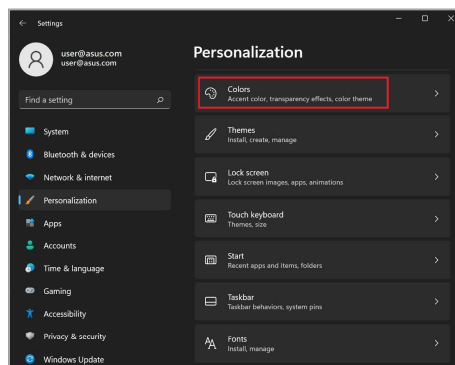 Settings
user@asus.com
user@asus.com
Find a setting
System
Bluetooth & devices
Network & internet
Personalization
Apps
Accounts
Time & language
Gaming
Accessibility
Privacy & security
Windows Update
Personalization
Colors
Accent color, transparency effects, color theme
Themes
Install, create, manage
Lock screen
Lock screen images, apps, animations
Touch keyboard
Themes, size
Start
Recent apps and items, folders
Taskbar
Taskbar behaviors, system pins
Fonts
Install, manage